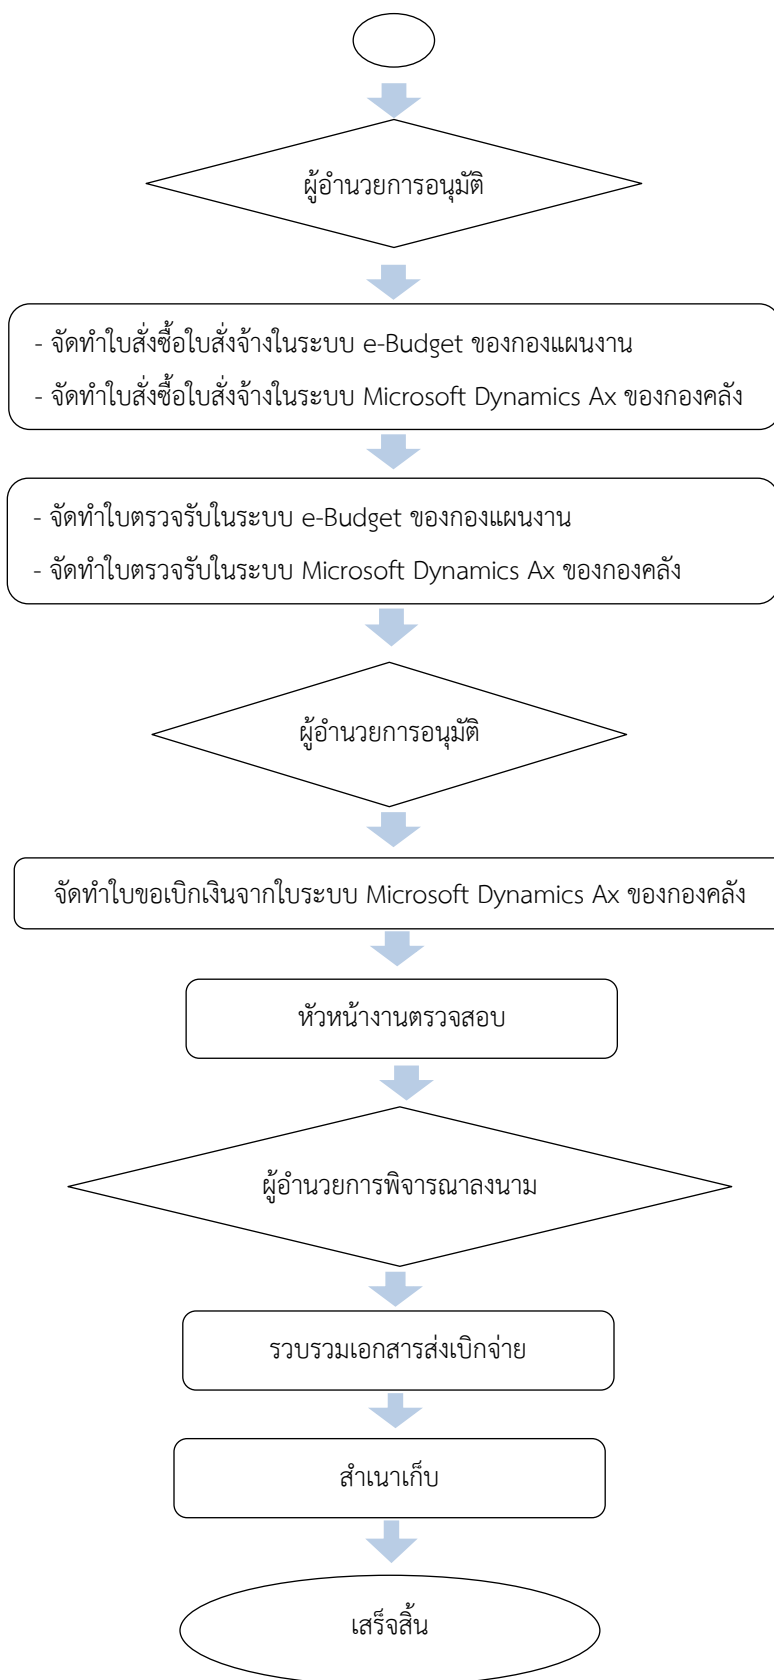 ผู้อำนวยการอนุมัติ
- จัดทำใบสั่งซื้อใบสั่งจ้างในระบบ e-Budget ของกองแผนงาน
- จัดทำใบสั่งซื้อใบสั่งจ้างในระบบ Microsoft Dynamics Ax ของกองคลัง
- จัดทำใบตรวจรับในระบบ e-Budget ของกองแผนงาน
- จัดทำใบตรวจรับในระบบ Microsoft Dynamics Ax ของกองคลัง
ผู้อำนวยการอนุมัติ
จัดทำใบขอเบิกเงินจากใบระบบ Microsoft Dynamics Ax ของกองคลัง
หัวหน้างานตรวจสอบ
ผู้อำนวยการพิจารณาลงนาม
รวบรวมเอกสารส่งเบิกจ่าย
สำเนาเก็บ
เสร็จสิ้น